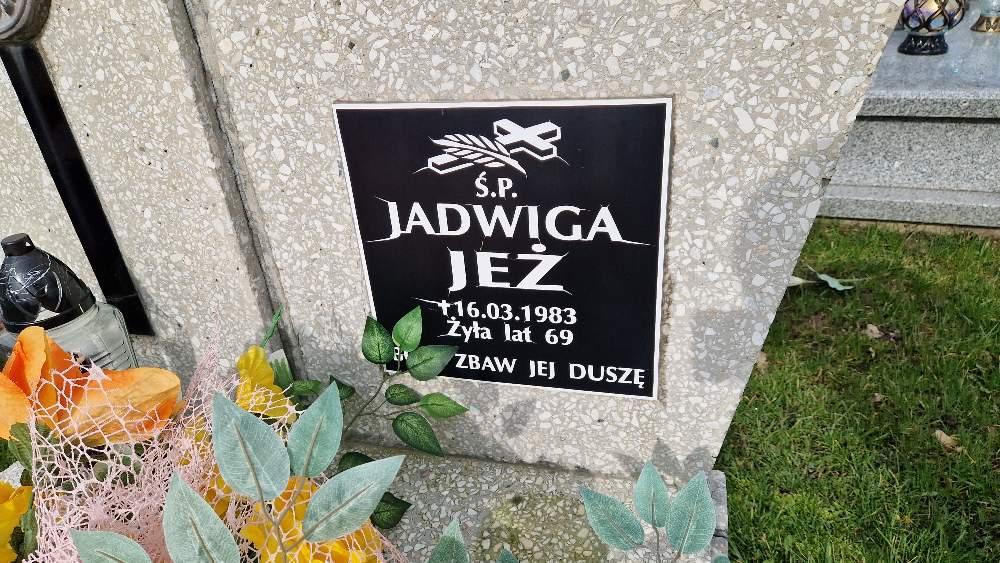 Ś.P.
JADWIGA
JEŻ
†16.03.1983
Żyła lat 69
ZBAW JEJ DUSZĘ